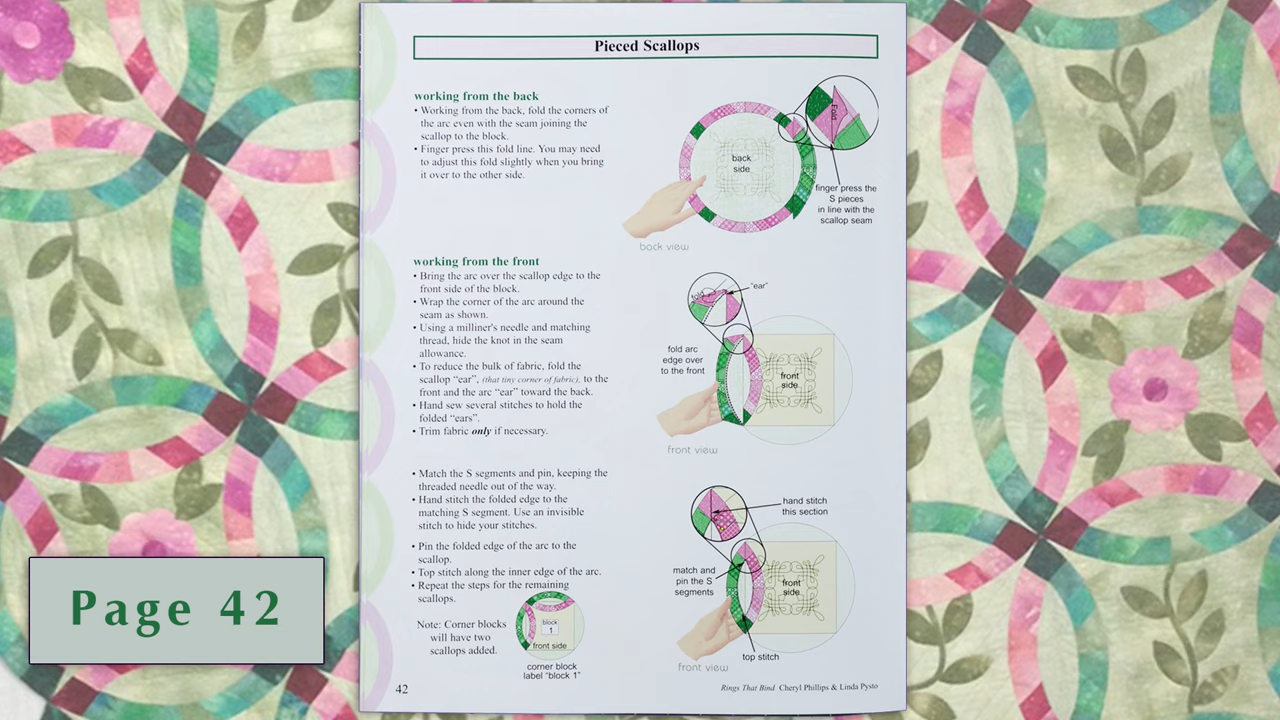 Pieced Scallops
working from the back
• Working from the back, fold the corners of
the arc even with the seam joining the
scallop to the block.
• Finger press this fold line. You may need
to adjust this fold slightly when you bring
it over to the other side.
Fold
back
side
finger press the
S pieces
in line with the
scallop seam
back view
working from the front
• Bring the arc over the scallop edge to the
front side of the block.
• Wrap the corner of the arc around the
seam as shown.
• Using a milliner's needle and matching
thread, hide the knot in the seam
allowance.
• To reduce the bulk of fabric, fold the
scallop “ear”, (that tiny corner of fabric), to the
front and the arc “ear” toward the back.
• Hand sew several stitches to hold the
folded “ears”.
• Trim fabric only if necessary.
fold
“ear”
fold arc
edge over
to the front
front
side
front view
• Match the S segments and pin, keeping the
threaded needle out of the way.
• Hand stitch the folded edge to the
matching S segment. Use an invisible
stitch to hide your stitches.
• Pin the folded edge of the arc to the
scallop.
• Top stitch along the inner edge of the arc.
• Repeat the steps for the remaining
scallops.
hand stitch
this section
match and
pin the S
segments
front
side
top stitch
front view
Note: Corner blocks
will have two
scallops added.
block
1
front side
corner block
label “block 1”
42
Rings That Bind Cheryl Phillips & Linda Pysto
Page 42